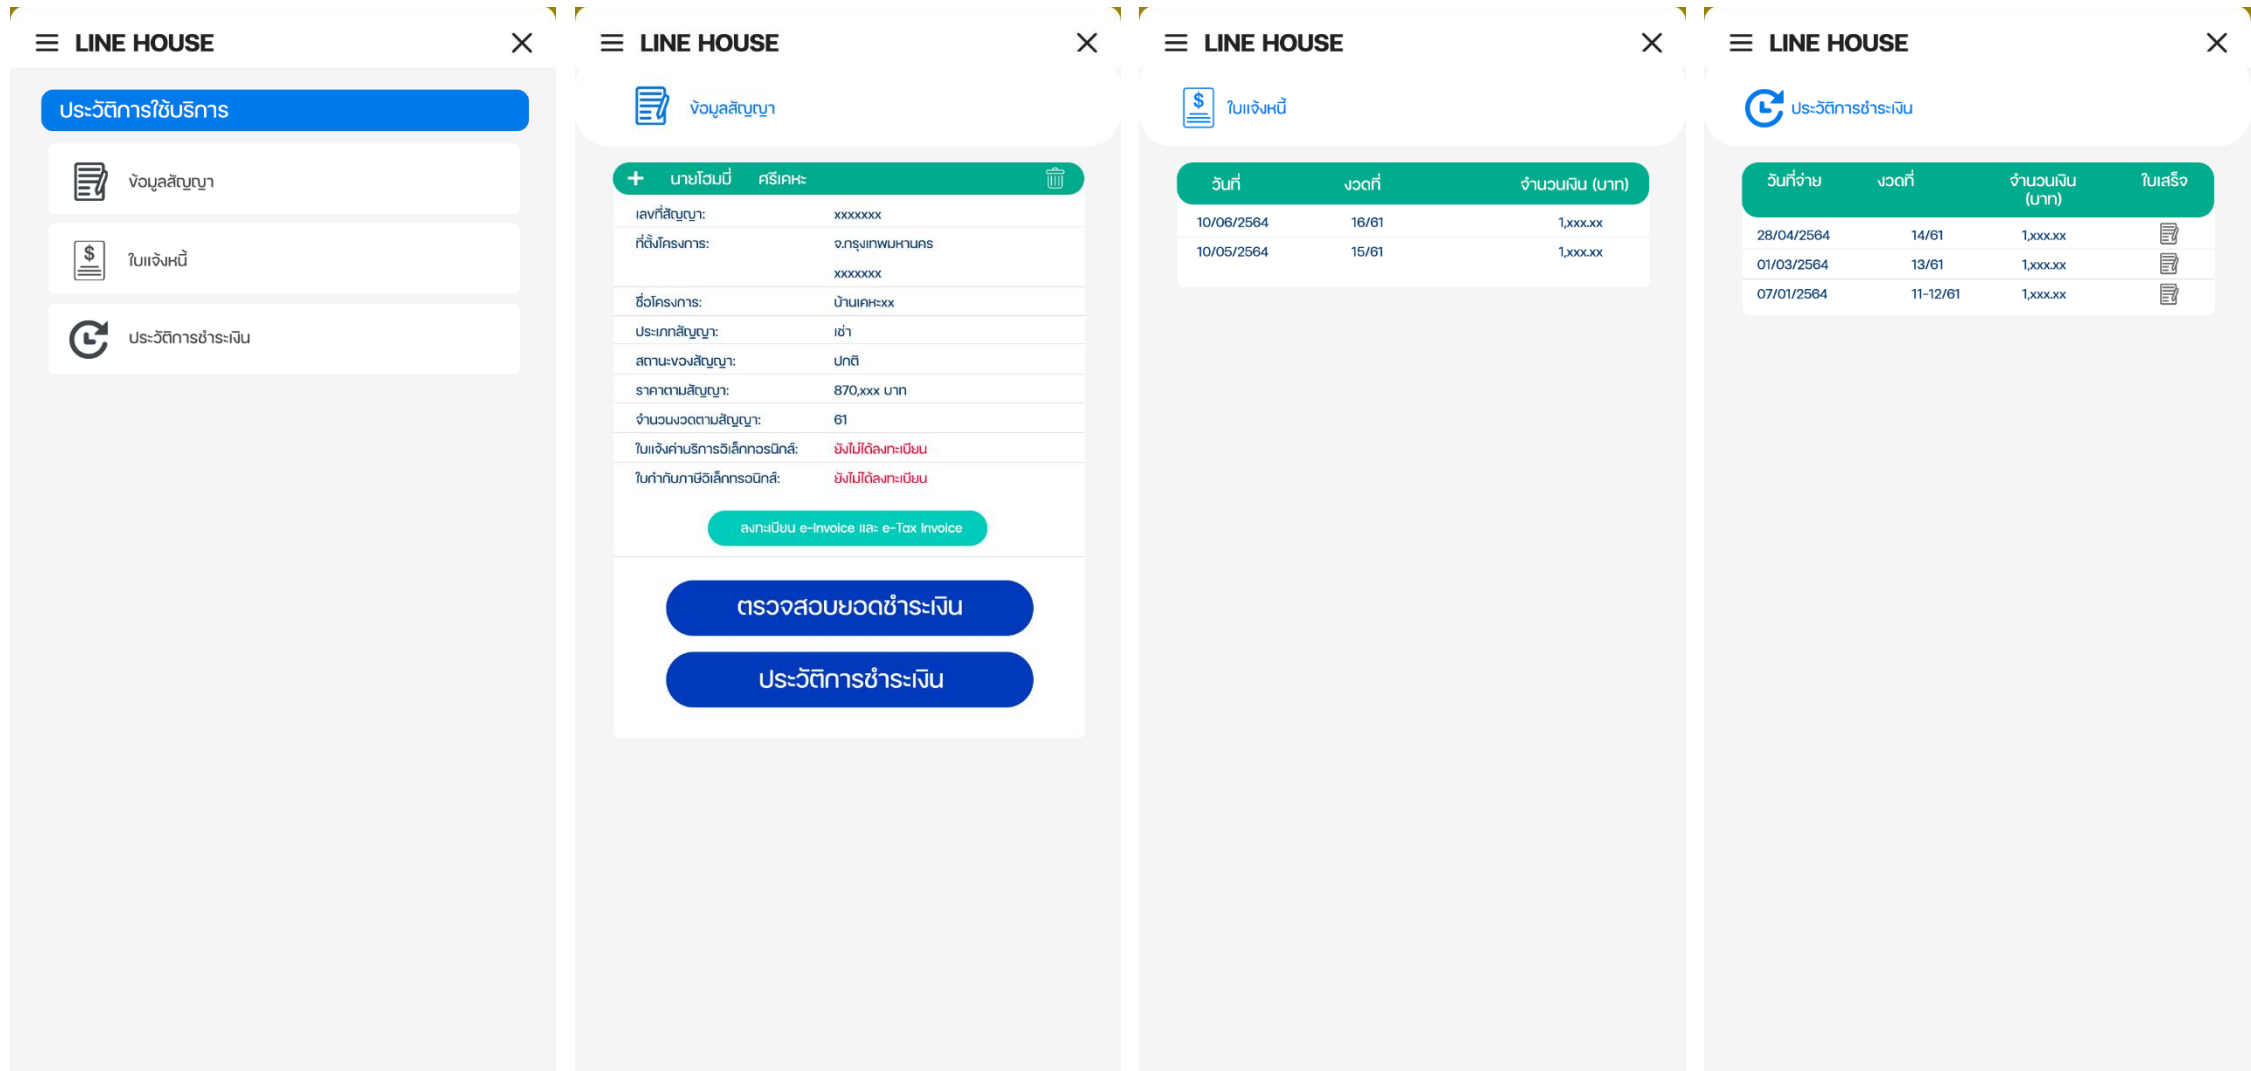 LINE HOUSE
ประวัติการใช้บริการ
ข้อมูลสัญญา
ใบแจ้งหนี้
ประวัติการชำระเงิน
LINE HOUSE
ข้อมูลสัญญา
นายโฮมมี่ ศรีเคหะ
เลขที่สัญญา: xxxxxxx
ที่ตั้งโครงการ: จ.กรุงเทพมหานคร
xxxxxxx
ชื่อโครงการ: บ้านเคหะxx
ประเภทสัญญา: เช่า
สถานะของสัญญา: ปกติ
ราคาตามสัญญา: 870,xxx บาท
จำนวนงวดตามสัญญา: 61
ใบแจ้งค่าบริการอิเล็กทอรนิกส์: ยังไม่ได้ลงทะเบียน
ใบกำกับภาษีอิเล็กทรอนิกส์: ยังไม่ได้ลงทะเบียน
ลงทะเบียน e-Invoice และ e-Tax Invoice
ตรวจสอบยอดชำระเงิน
ประวัติการชำระเงิน
LINE HOUSE
$ ใบแจ้งหนี้
วันที่ งวดที่ จำนวนเงิน (บาท)
10/06/2564 16/61 1,xxx.xx
10/05/2564 15/61 1,xxx.xx
LINE HOUSE
ประวัติการชำระเงิน
วันที่จ่าย งวดที่ จำนวนเงิน (บาท) ใบเสร็จ
28/04/2564 14/61 1,xxx.xx
01/03/2564 13/61 1,xxx.xx
07/01/2564 11-12/61 1,xxx.xx